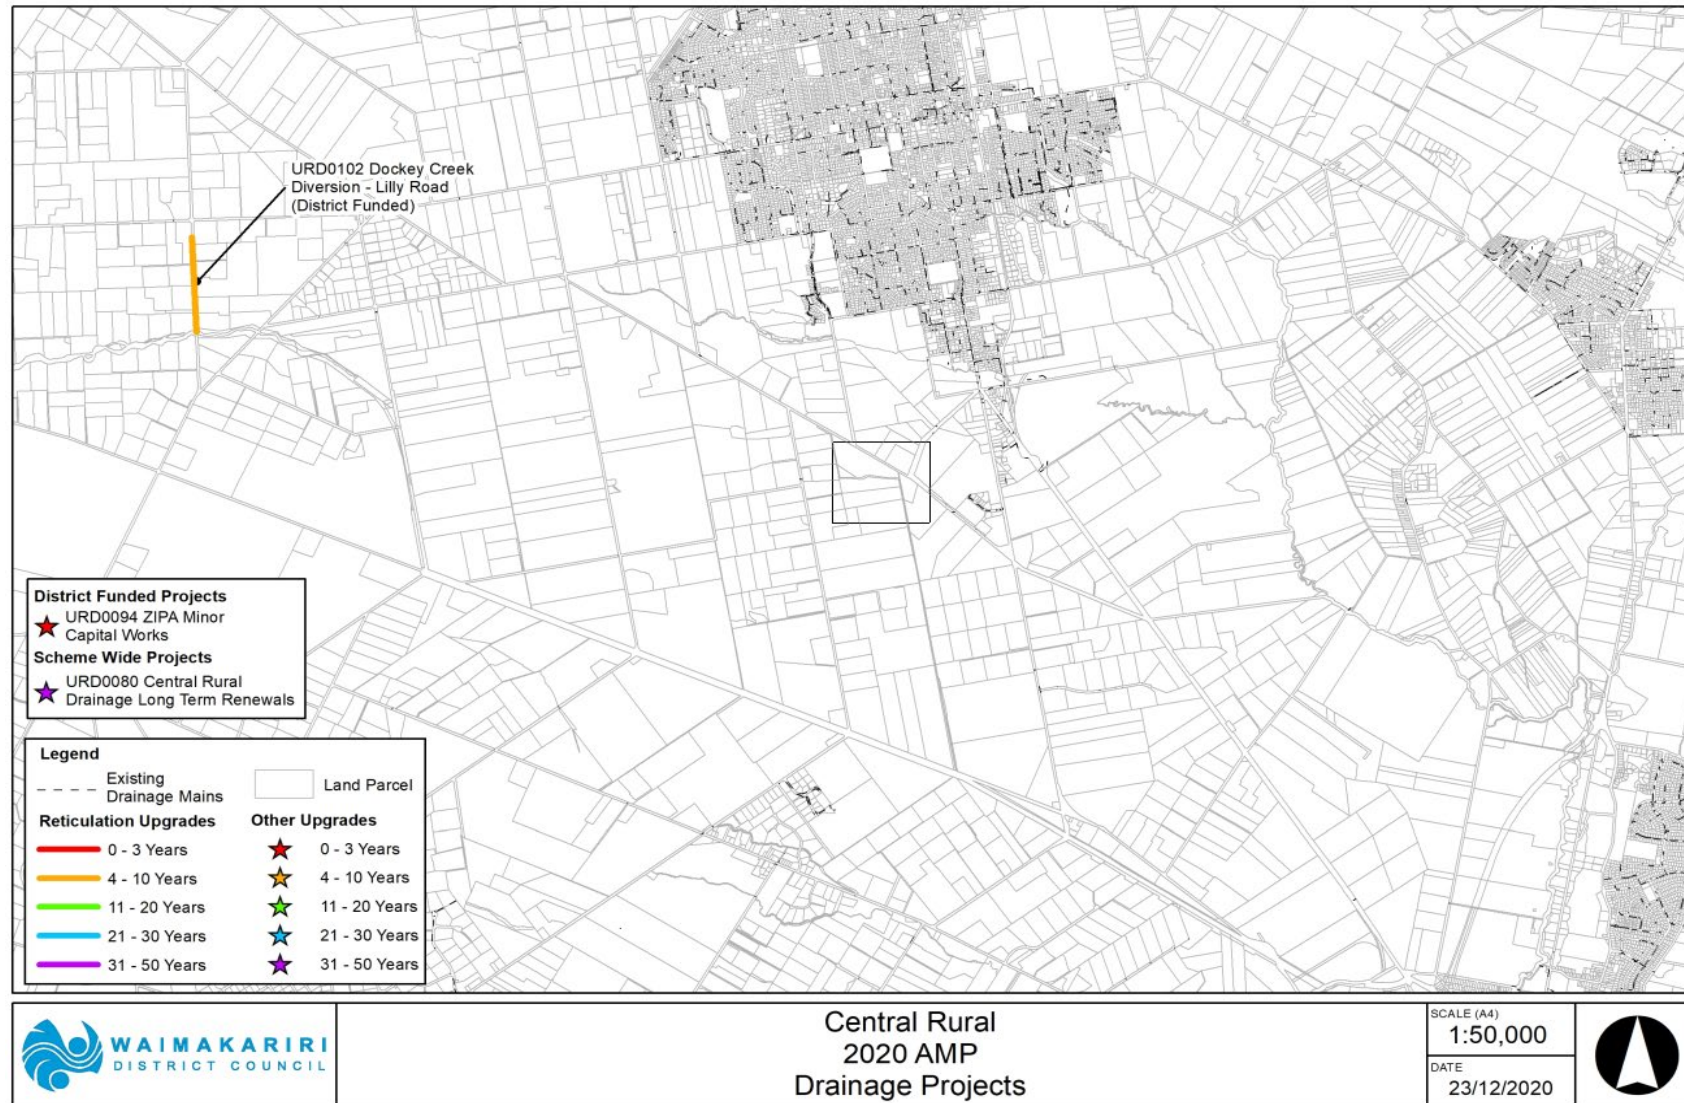 URD0102 Dockey Creek
Diversion - Lilly Road
(District Funded)
District Funded Projects
URD0094 ZIPA Minor
Capital Works
Scheme Wide Projects
URD0080 Central Rural
Drainage Long Term Renewals
Legend
Existing
Drainage Mains
Land Parcel
Reticulation Upgrades
Other Upgrades
0 - 3 Years
0 - 3 Years
4 - 10 Years
4 - 10 Years
11 - 20 Years
11 - 20 Years
21 - 30 Years
21 - 30 Years
31 - 50 Years
31 - 50 Years
WAIMAKARIRI
DISTRICT COUNCIL
Central Rural
2020 AMP
Drainage Projects
SCALE (A4)
1:50,000
DATE
23/12/2020